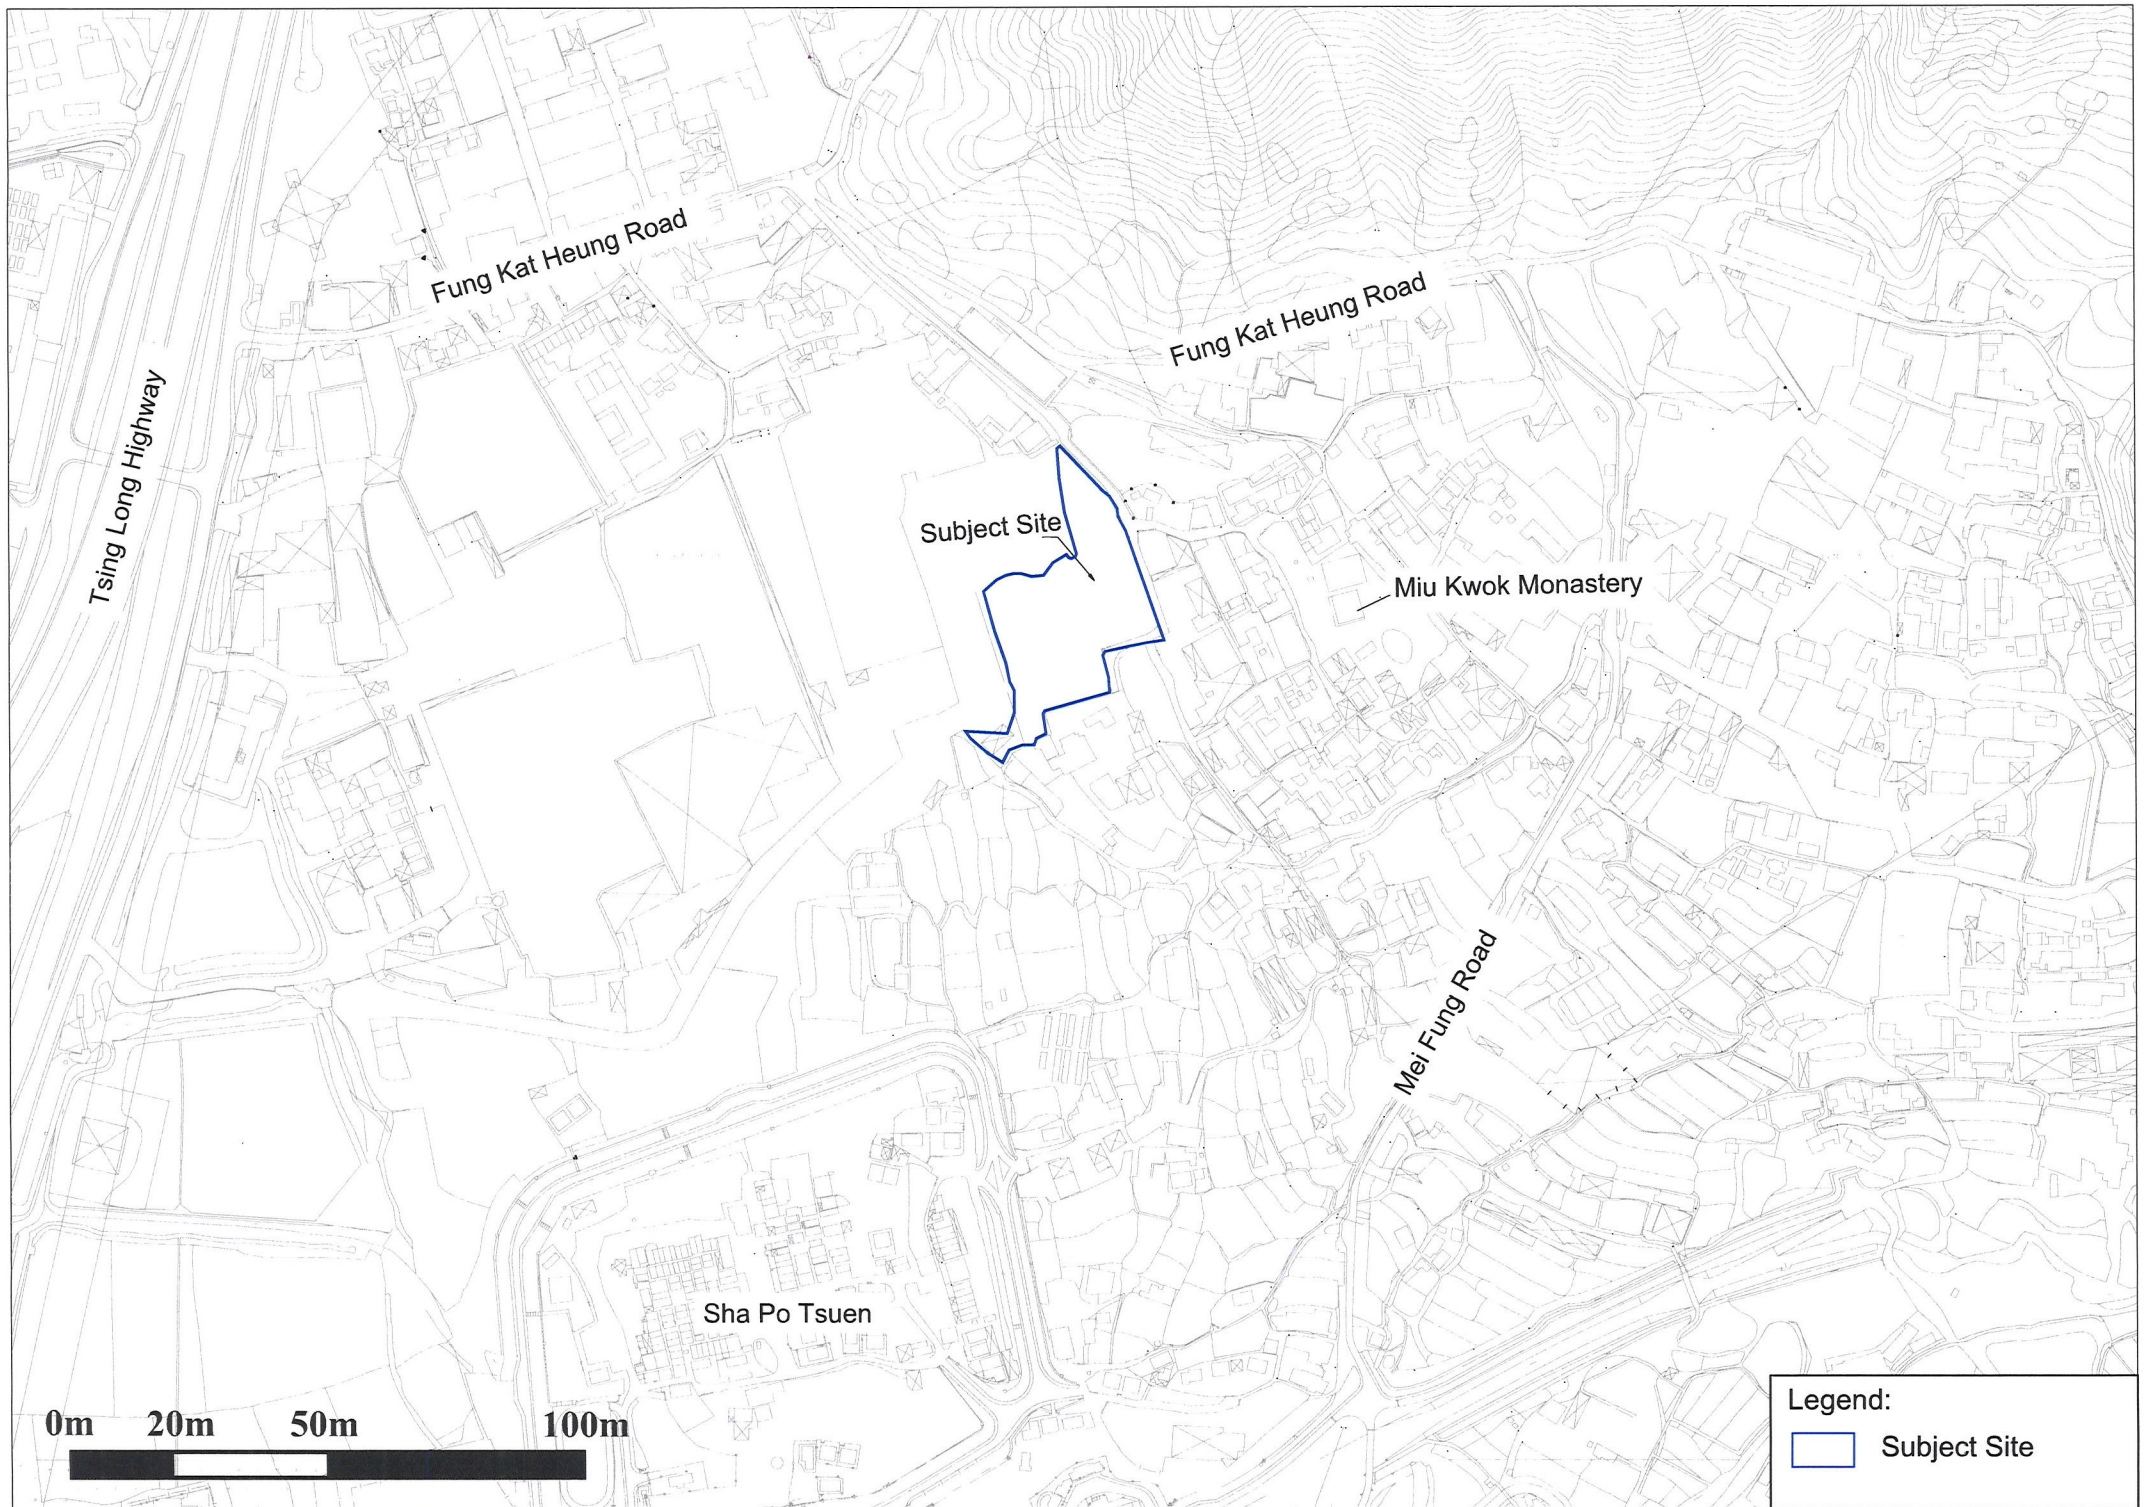 Fung Kat Heung Road
Fung Kat Heung Road
Tsing Long Highway
Subject Site
Miu Kwok Monastery
Mei Fung Road
Sha Po Tsuen
0m 20m 50m 100m
Legend:
Subject Site